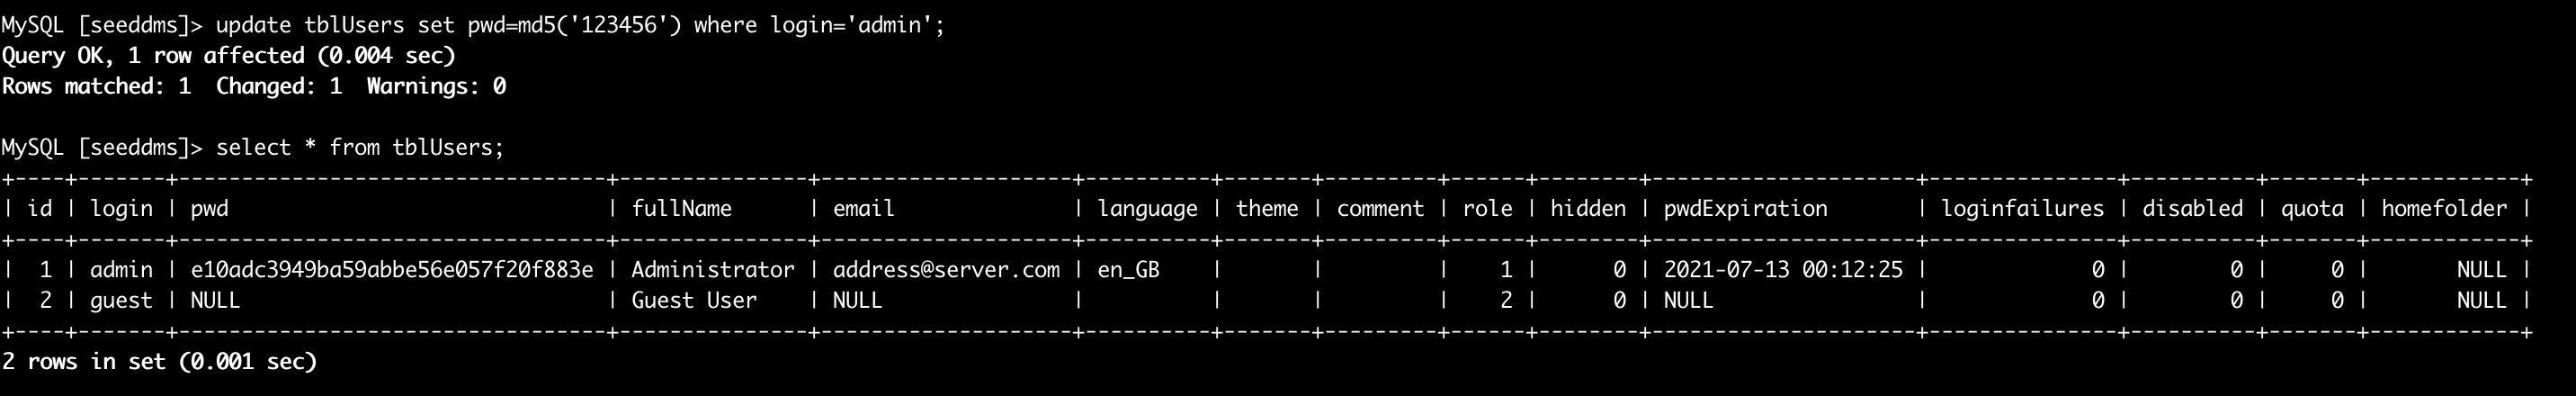 MySQL [seeddms]> update tblUsers set pwd=md5('123456') where login='admin';
Query OK, 1 row affected (0.004 sec)
Rows matched: 1  Changed: 1  Warnings: 0

MySQL [seeddms]> select * from tblUsers;
+----+-------+----------------------------------+---------------+--------------------+----------+-------+---------+------+--------+---------------------+---------------+----------+-------+------------+
| id | login | pwd                              | fullName      | email              | language | theme | comment | role | hidden | pwdExpiration       | loginfailures | disabled | quota | homefolder |
+----+-------+----------------------------------+---------------+--------------------+----------+-------+---------+------+--------+---------------------+---------------+----------+-------+------------+
|  1 | admin | e10adc3949ba59abbe56e057f20f883e | Administrator | address@server.com | en_GB    |       |         |    1 |      0 | 2021-07-13 00:12:25 |             0 |        0 |     0 |       NULL |
|  2 | guest | NULL                             | Guest User    | NULL               |          |       |         |    2 |      0 | NULL                |             0 |        0 |     0 |       NULL |
+----+-------+----------------------------------+---------------+--------------------+----------+-------+---------+------+--------+---------------------+---------------+----------+-------+------------+
2 rows in set (0.001 sec)